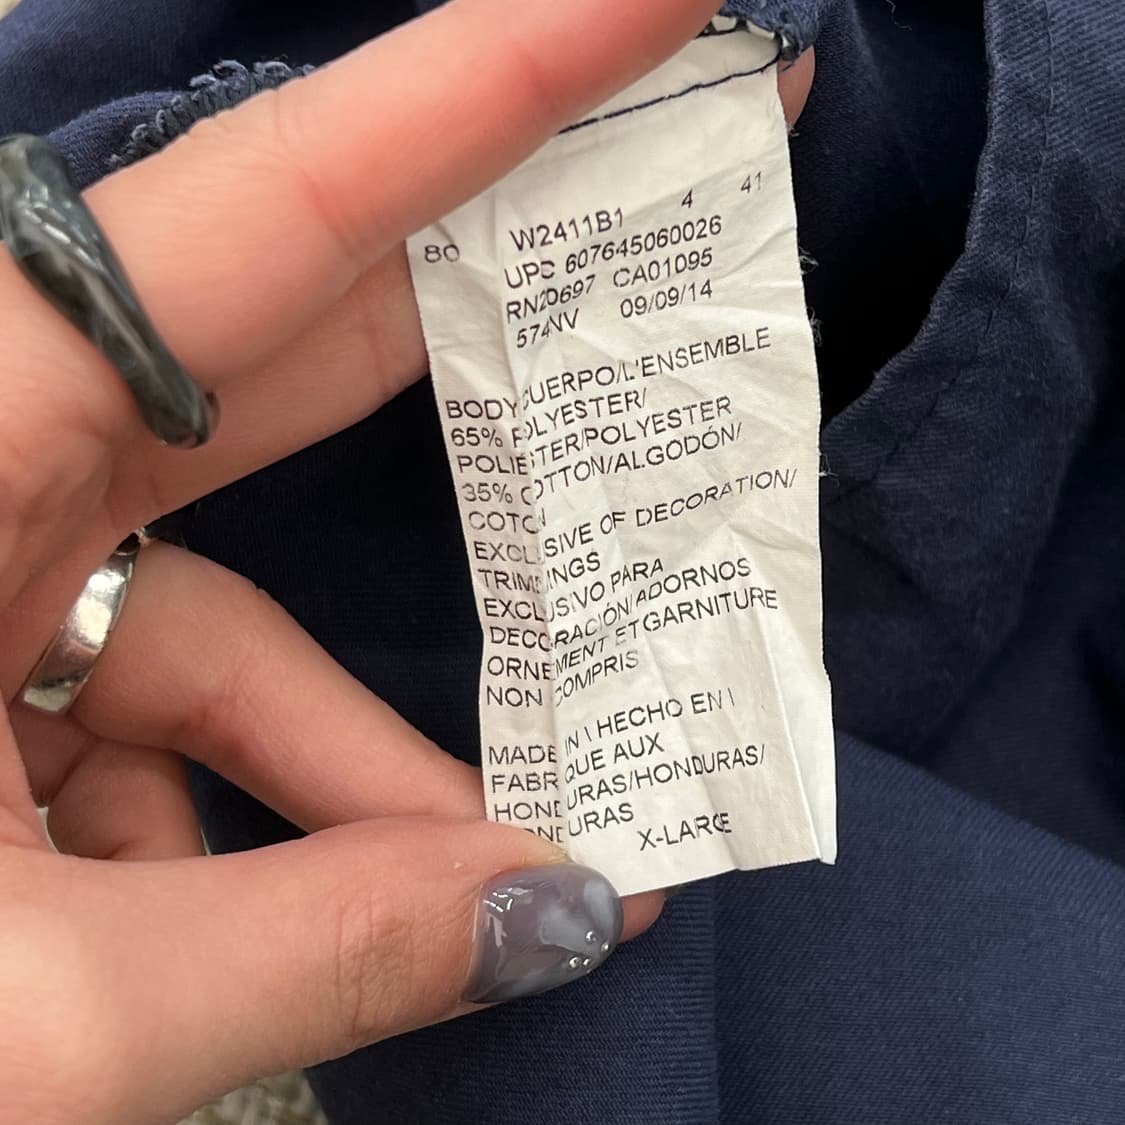 4 41
80 W2411B1
UPC 607645060026
RN20697 CA01095
574NV 09/09/14
BODY CUERPO/L'ENSEMBLE
65% POLYESTER/
POLIESTER/POLYESTER
35% COTTON/ALGODÓN/
COTON
EXCLUSIVE OF DECORATION/
TRIMMINGS
EXCLUSIVO PARA
DECORACIÓN/ADORNOS
ORNEMENT ET GARNITURE
NON COMPRIS
MADE IN \ HECHO EN \
FABRIQUE AUX
HONDURAS/HONDURAS/
HONDURAS
X-LARGE